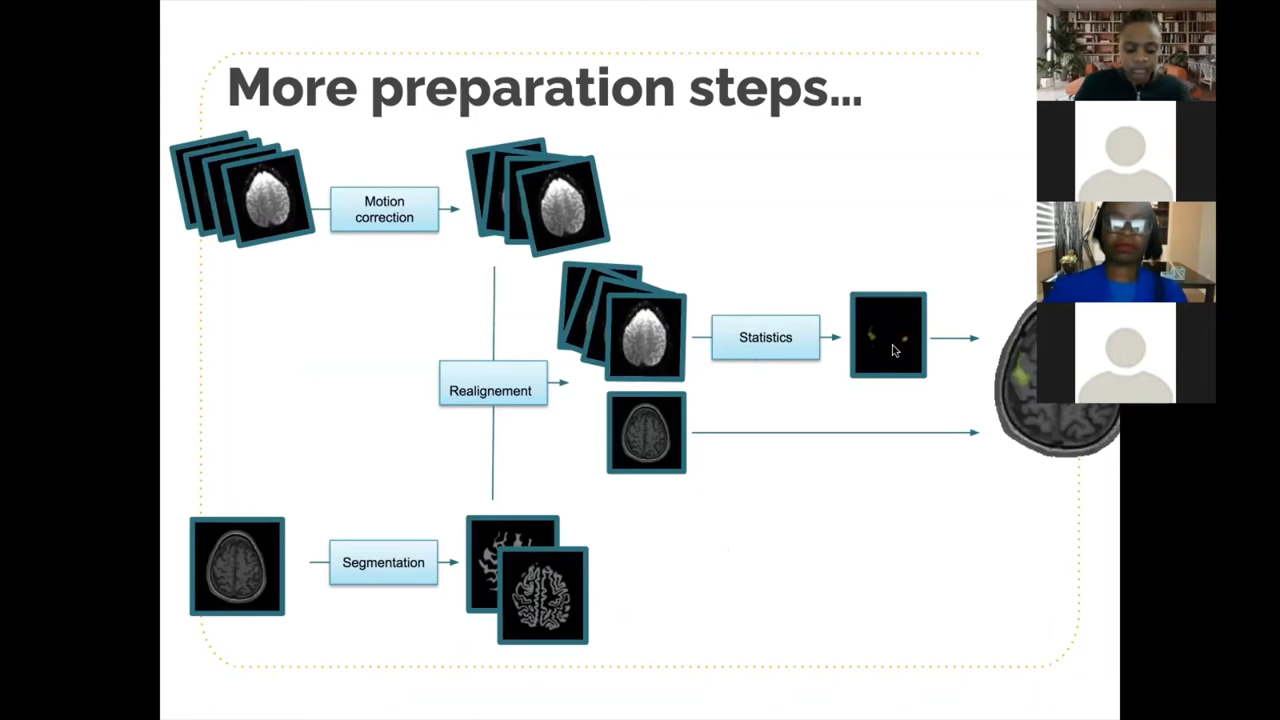 More preparation steps...
Motion
correction
Statistics
Realignement
Segmentation